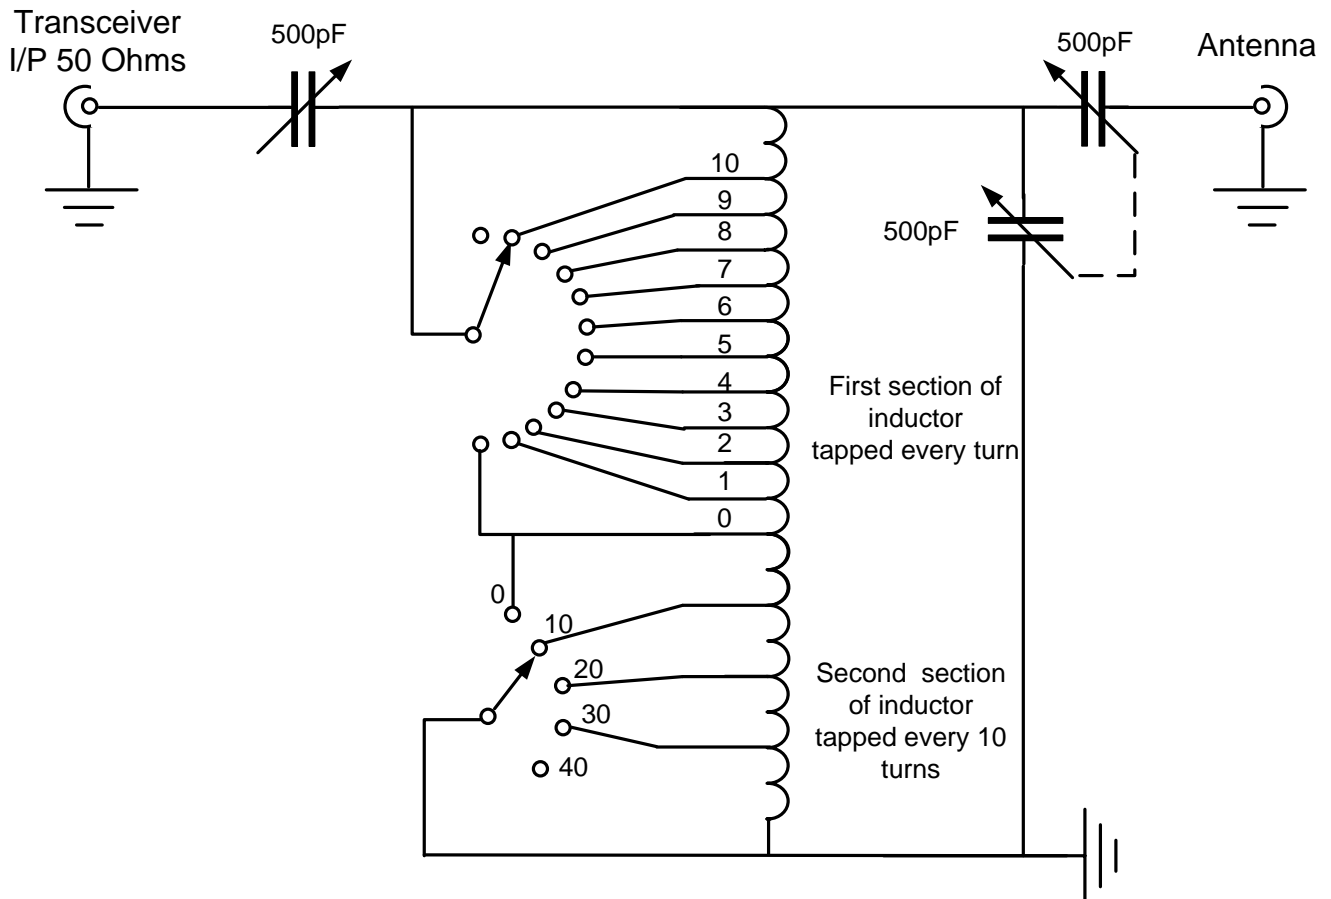 Transceiver
I/P 50 Ohms
500pF
500pF
Antenna
10
9
8
7
6
5
4
3
2
1
0
500pF
First section of
inductor
tapped every turn
0
10
20
30
40
Second section
of inductor
tapped every 10
turns